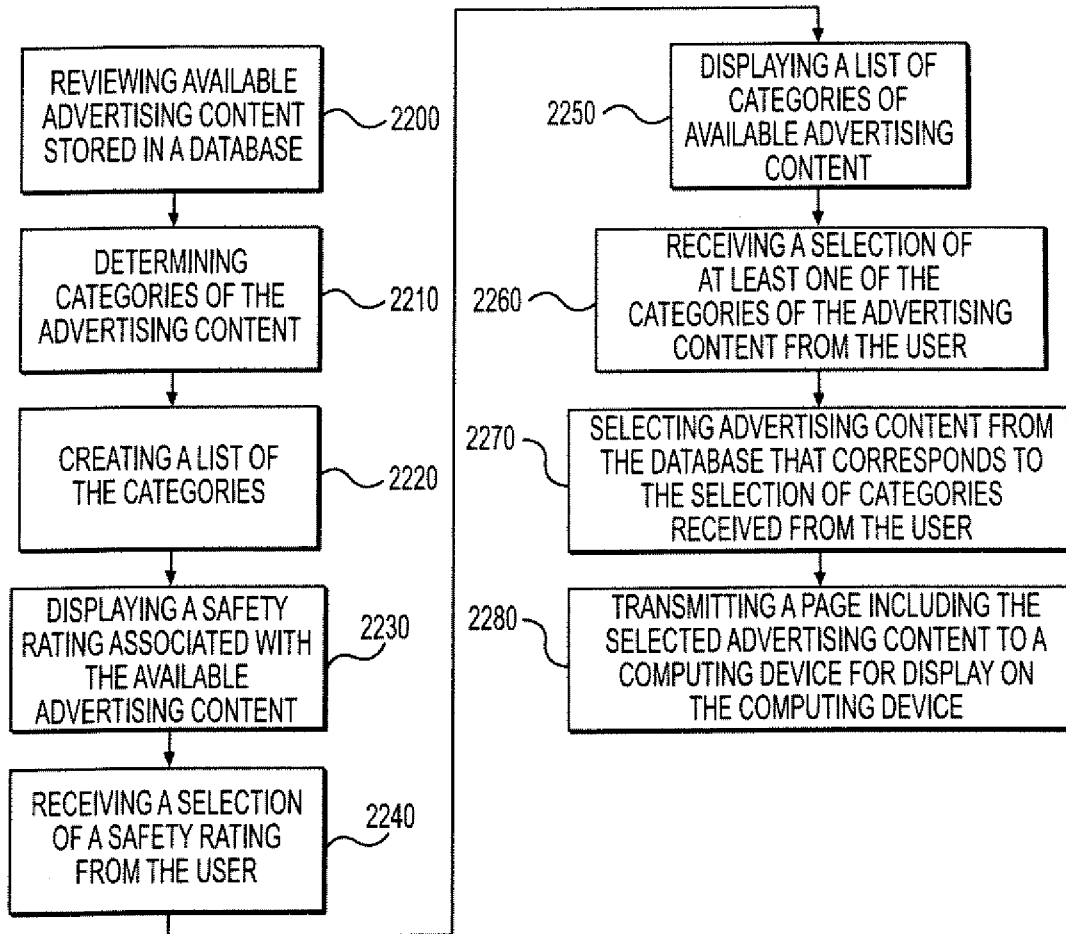 REVIEWING AVAILABLE
ADVERTISING CONTENT
STORED IN A DATABASE
2200
DETERMINING
CATEGORIES OF THE
ADVERTISING CONTENT
2210
CREATING A LIST OF
THE CATEGORIES
2220
DISPLAYING A SAFETY
RATING ASSOCIATED WITH
THE AVAILABLE
ADVERTISING CONTENT
2230
RECEIVING A SELECTION
OF A SAFETY RATING
FROM THE USER
2240
DISPLAYING A LIST OF
CATEGORIES OF
AVAILABLE ADVERTISING
CONTENT
2250
RECEIVING A SELECTION OF
AT LEAST ONE OF THE
CATEGORIES OF THE ADVERTISING
CONTENT FROM THE USER
2260
SELECTING ADVERTISING CONTENT FROM
THE DATABASE THAT CORRESPONDS TO
THE SELECTION OF CATEGORIES
RECEIVED FROM THE USER
2270
TRANSMITTING A PAGE INCLUDING THE
SELECTED ADVERTISING CONTENT TO A
COMPUTING DEVICE FOR DISPLAY ON
THE COMPUTING DEVICE
2280